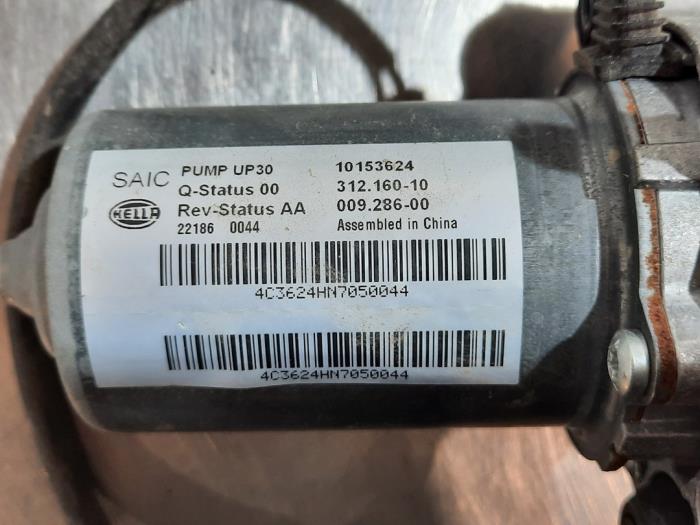 SAIC PUMP UP30 10153624
Q-Status 00 312.160-10
HELLA Rev-Status AA 009.286-00
22186 0044 Assembled in China
4C3624HN7050044
4C3624HN7050044